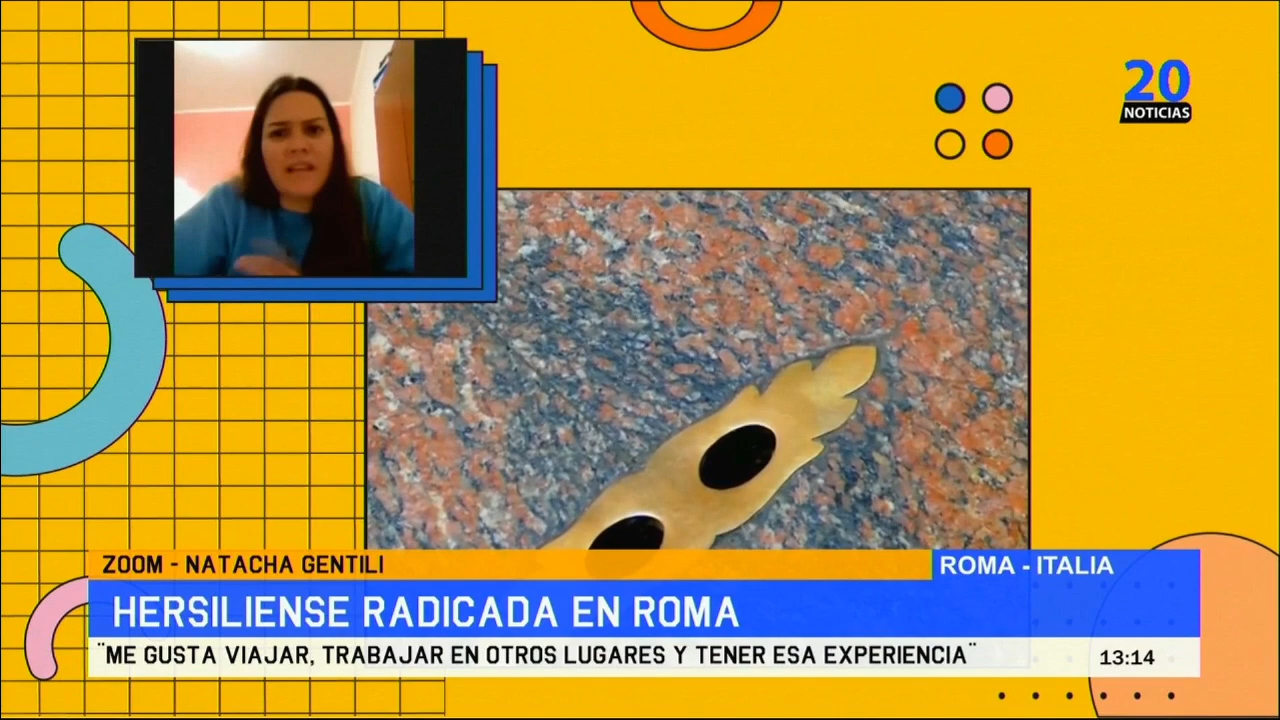 20
NOTICIAS
ZOOM - NATACHA GENTILI
ROMA - ITALIA
HERSILIENSE RADICADA EN ROMA
¨ME GUSTA VIAJAR, TRABAJAR EN OTROS LUGARES Y TENER ESA EXPERIENCIA¨
13:14